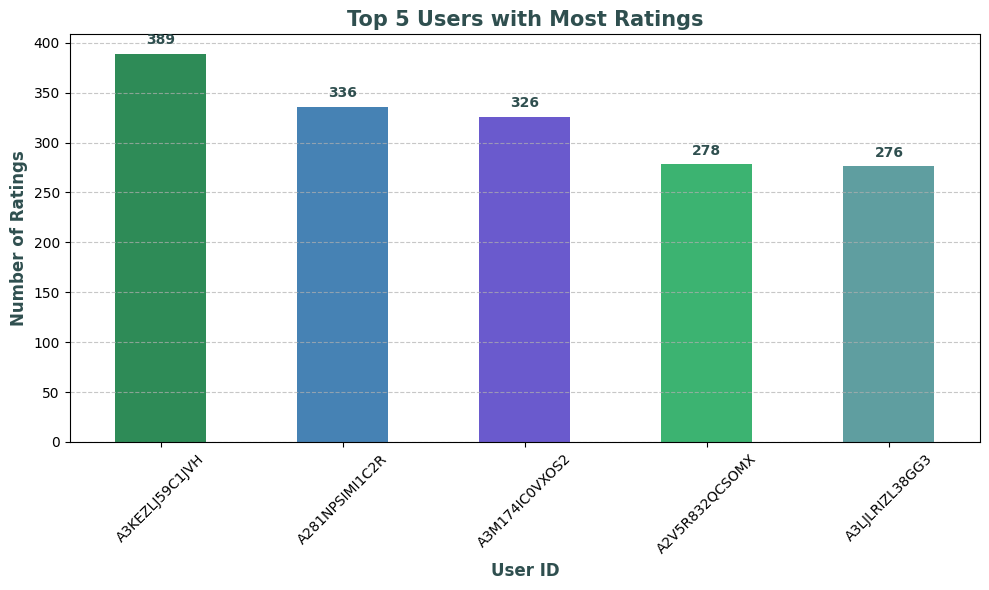 Top 5 Users with Most Ratings
Number of Ratings
400
350
300
250
200
150
100
50
0
389
336
326
278
276
A3KEZLJ59C1JVH
A281NPSIMI1C2R
A3M174IC0VXOS2
A2V5R832QCSOMX
A3LJLRIZL38GG3
User ID